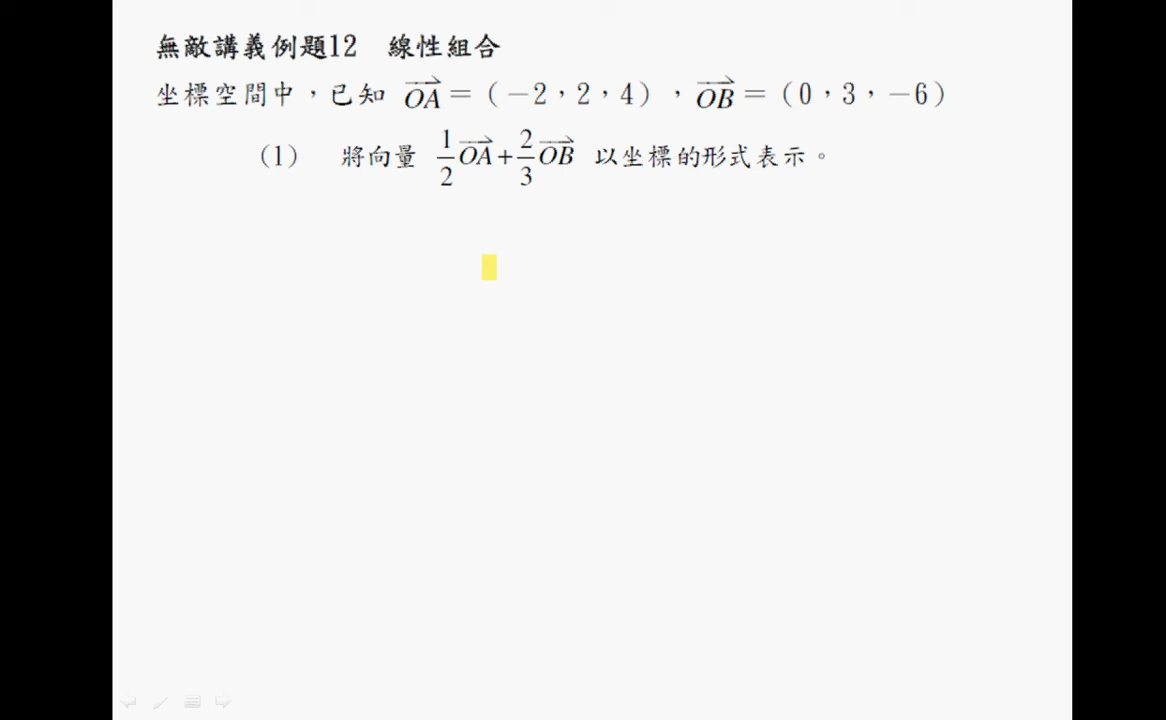 無敵講義例題12 線性組合
坐標空間中，已知 $\overrightarrow{OA}$＝(－2，2，4)，$\overrightarrow{OB}$＝(0，3，－6)
(1) 將向量 $\frac{1}{2}\overrightarrow{OA}+\frac{2}{3}\overrightarrow{OB}$ 以坐標的形式表示。